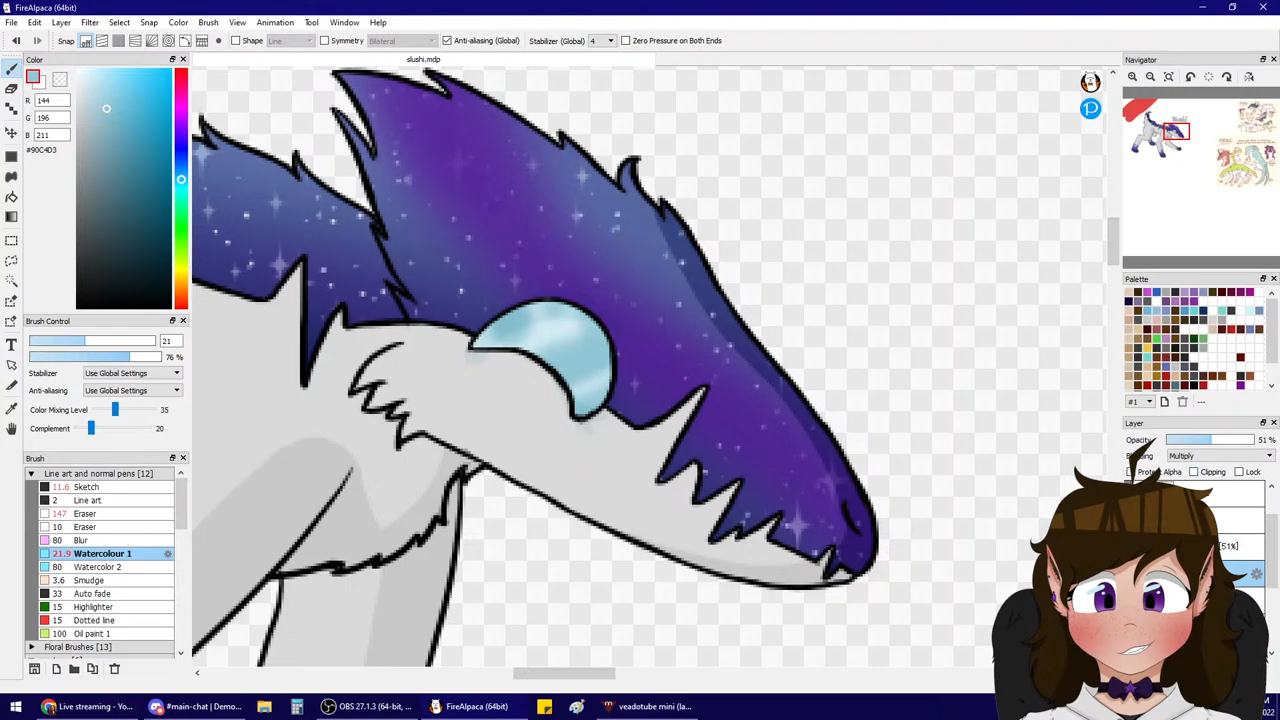 FireAlpaca (64bit)
File Edit Layer Filter Select Snap Color Brush View Animation Tool Window Help
Snap off Shape Line Symmetry Bilateral Anti-aliasing (Global) Stabilizer (Global) 4 Zero Pressure on Both Ends
Color
slushi.mdp
Navigator
R 144
G 196
B 211
#90C4D3
Brush Control
21
76 %
Stabilizer Use Global Settings
Anti-aliasing Use Global Settings
Color Mixing Level 35
Complement 20
Brush
Line art and normal pens [12]
11.6 Sketch
2 Line art
147 Eraser
10 Eraser
80 Blur
21.9 Watercolour 1
80 Watercolor 2
3.6 Smudge
33 Auto fade
15 Highlighter
15 Dotted line
100 Oil paint 1
Floral Brushes [13]
Palette
#1 ---
Layer
Opacity 51 %
Multiply
Protect Alpha Clipping Lock
[51%]
Live streaming - Yo...
#main-chat | Demo...
OBS 27.1.3 (64-bit, ...
FireAlpaca (64bit)
veadotube mini (la...